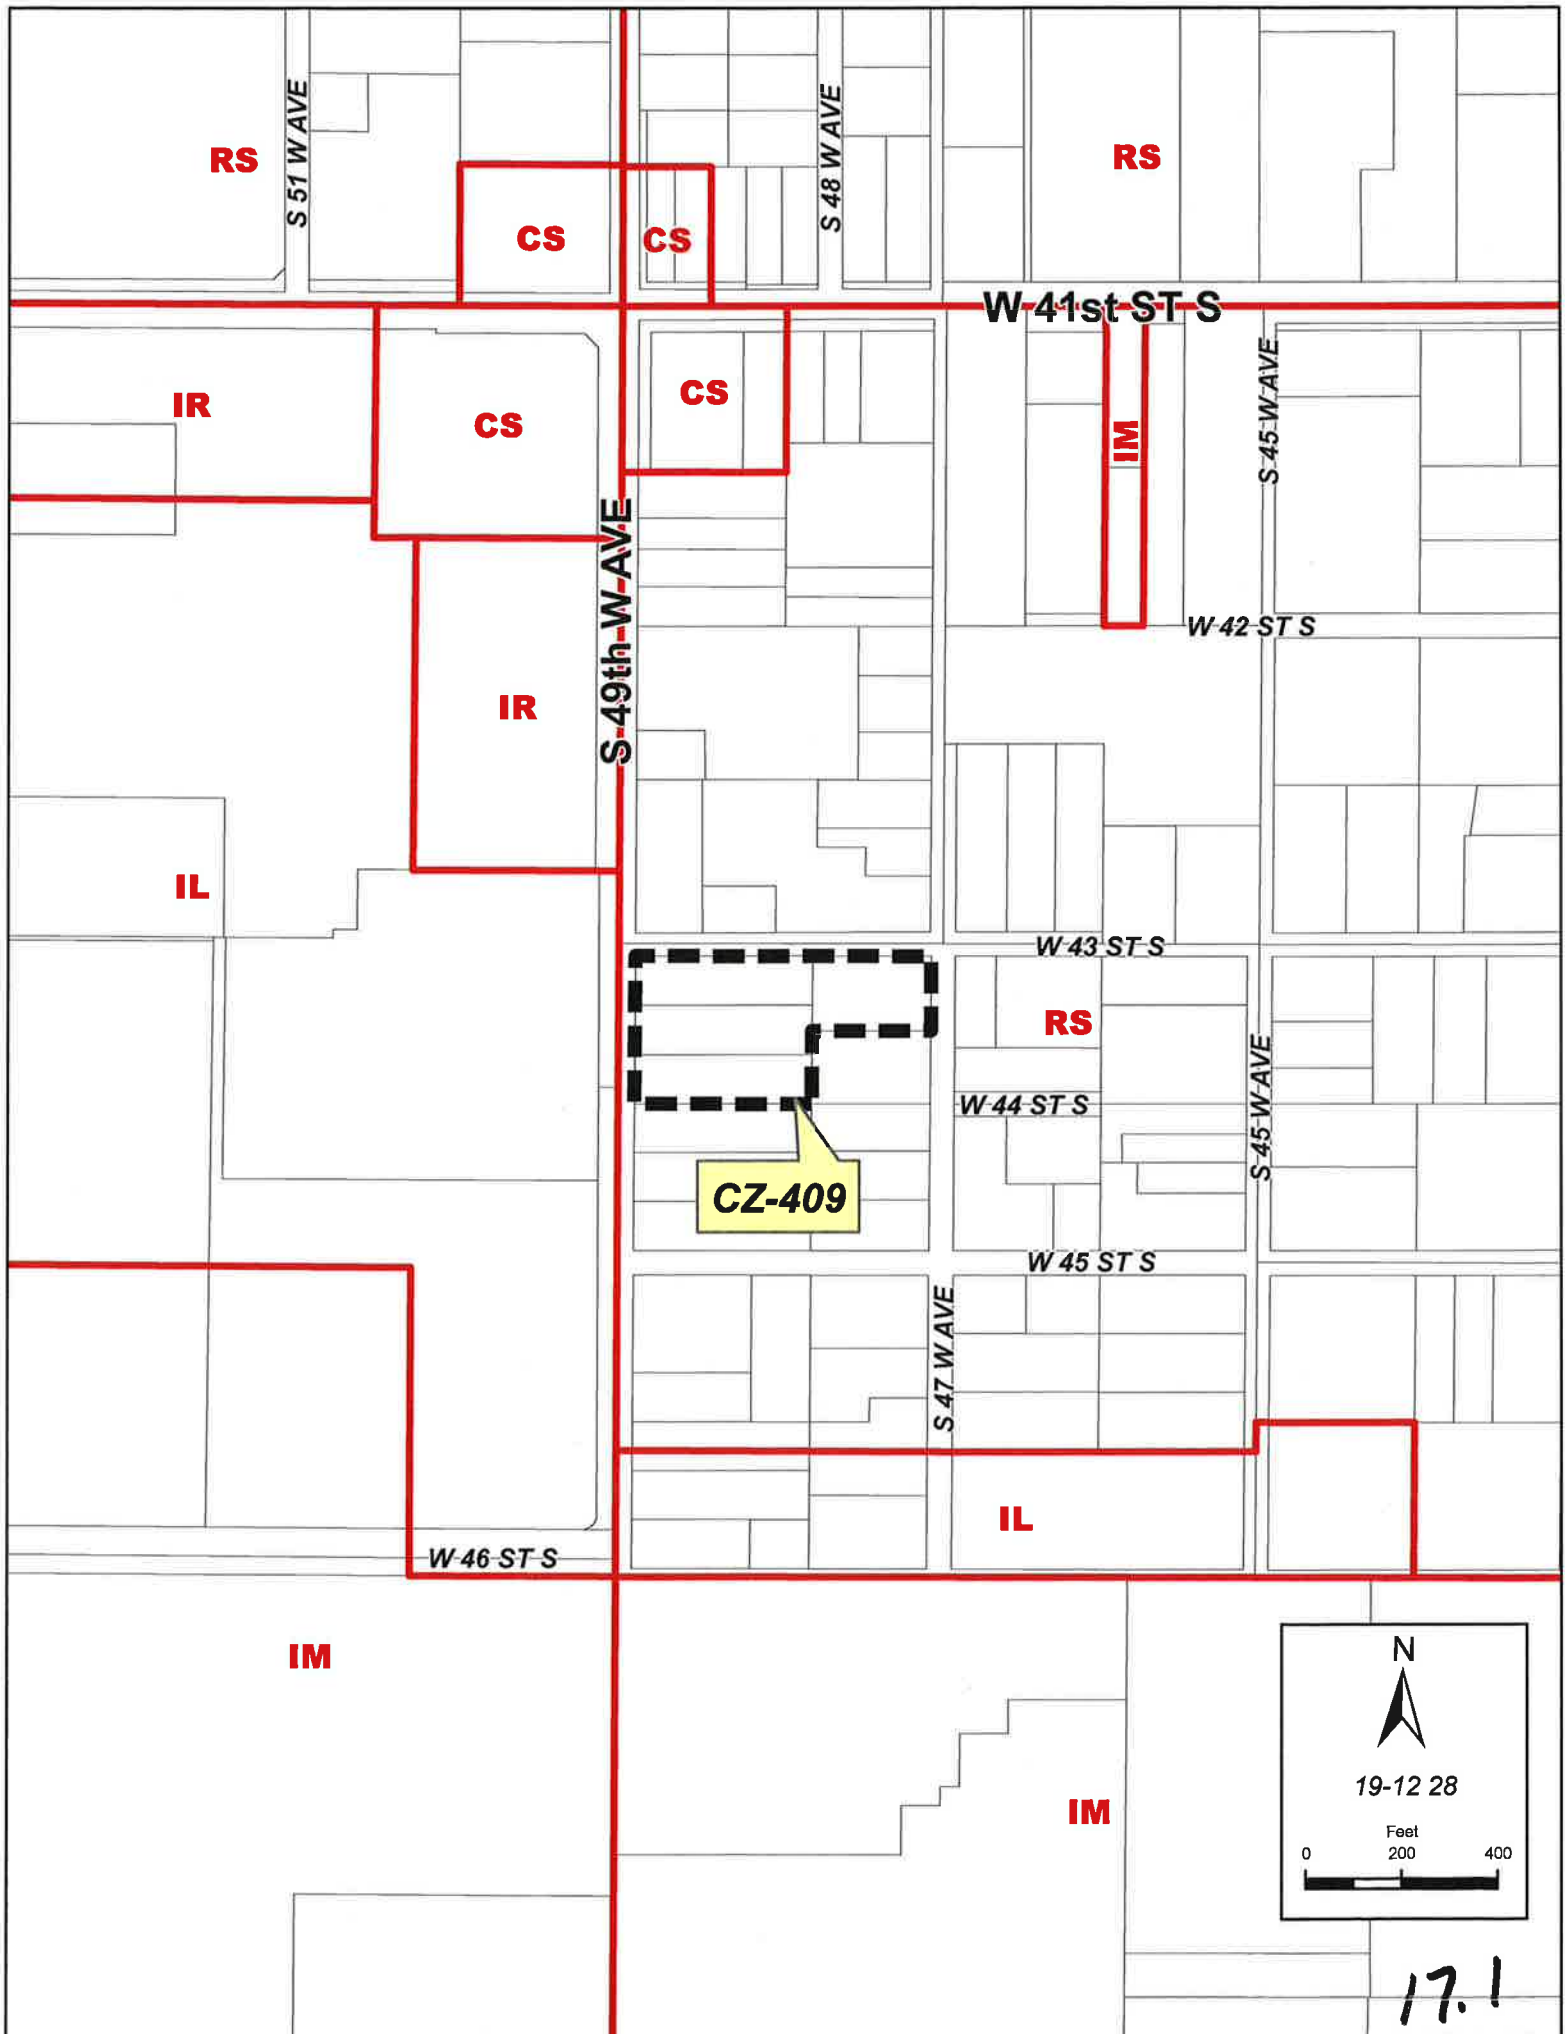 S 51 W AVE
S 48 W AVE
RS
RS
CS
CS
W 41st ST S
IR
CS
CS
IM
S 45 W AVE
S 49th W AVE
W 42 ST S
IR
IL
W 43 ST S
RS
W 44 ST S
S 45 W AVE
CZ-409
W 45 ST S
S 47 W AVE
IL
W 46 ST S
IM
IM
N
19-12 28
Feet
0 200 400
17.1